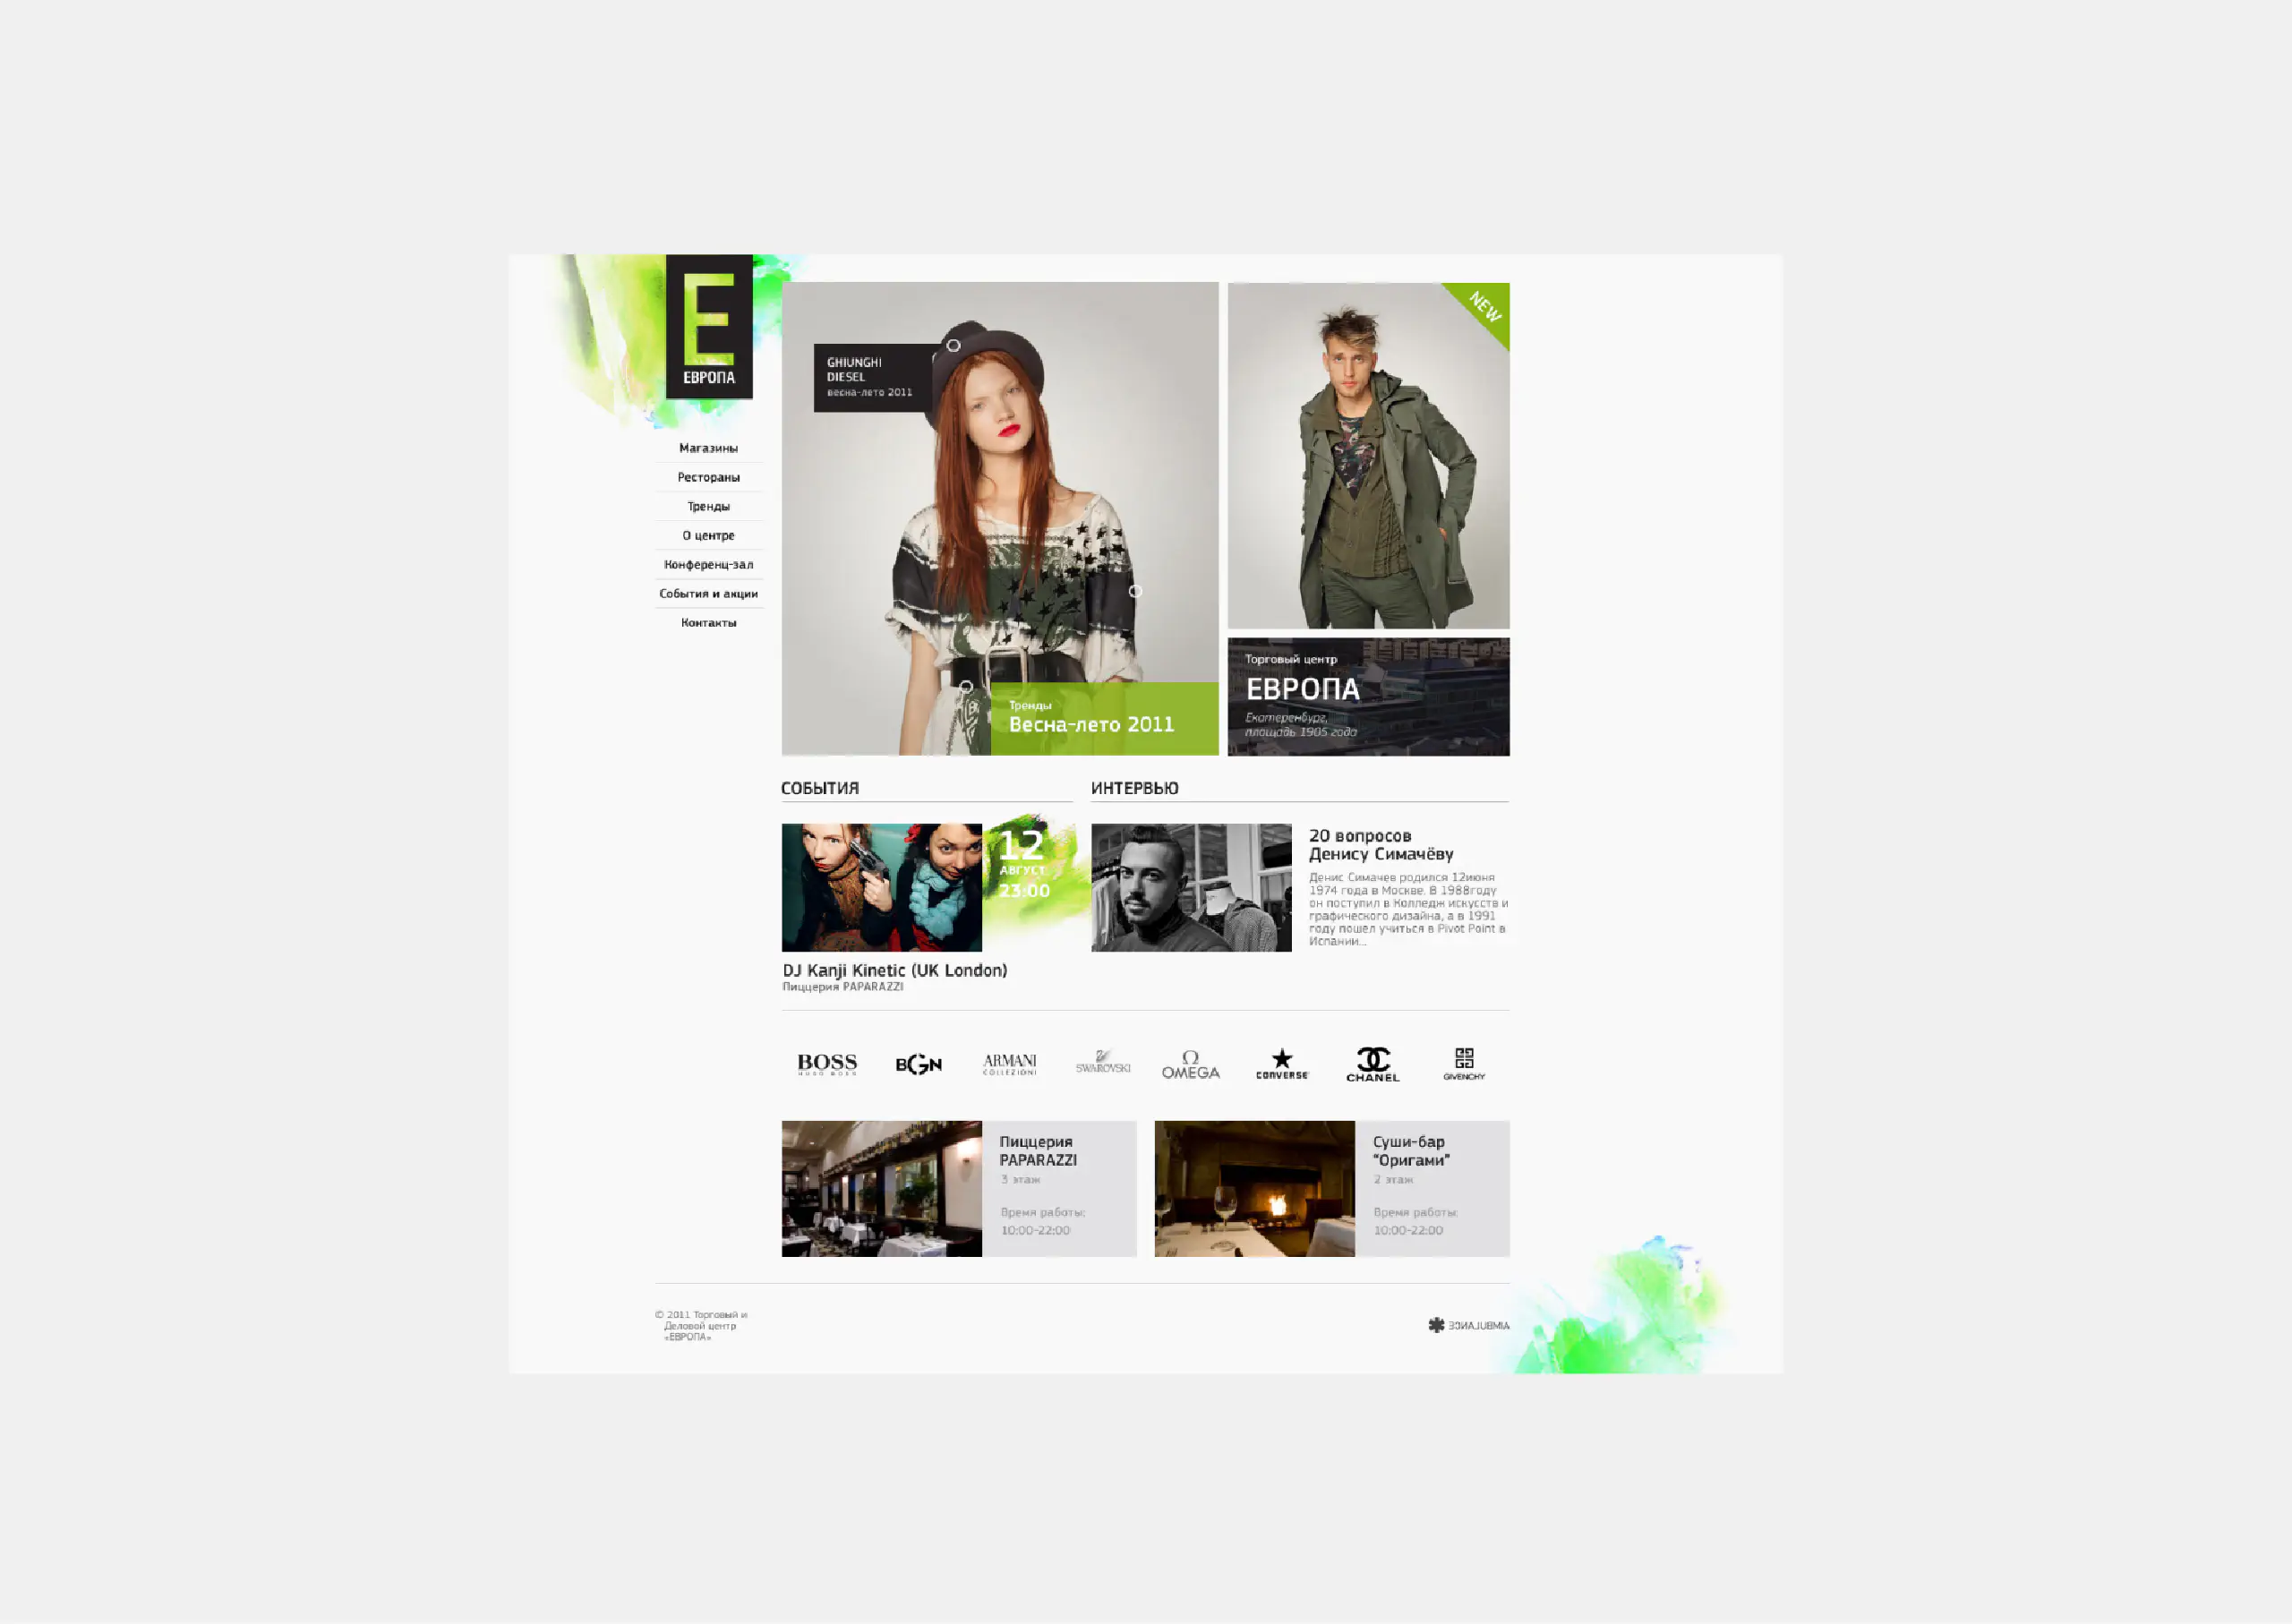 Е
ЕВРОПА
Магазины
Рестораны
Тренды
О центре
Конференц-зал
События и акции
Контакты
GHIUNGHI
DIESEL
весна-лето 2011
Тренды
Весна-лето 2011
NEW
Торговый центр
ЕВРОПА
Екатеренбург,
площадь 1905 года
СОБЫТИЯ
12
АВГУСТ
23:00
DJ Kanji Kinetic (UK London)
Пиццерия PAPARAZZI
ИНТЕРВЬЮ
20 вопросов
Денису Симачёву
Денис Симачев родился 12июня
1974 года в Москве. В 1988году
он поступил в Колледж искусств и
графического дизайна, а в 1991
году пошел учиться в Pivot Point в
Испании...
BOSS
HUGO BOSS
BGN
ARMANI
COLLEZIONI
SWAROVSKI
Ω
OMEGA
CONVERSE
CHANEL
GIVENCHY
Пиццерия
PAPARAZZI
3 этаж
Время работы:
10:00-22:00
Суши-бар
“Оригами”
2 этаж
Время работы:
10:00-22:00
© 2011 Торговый и
Деловой центр
«ЕВРОПА»
AIMBULANCE